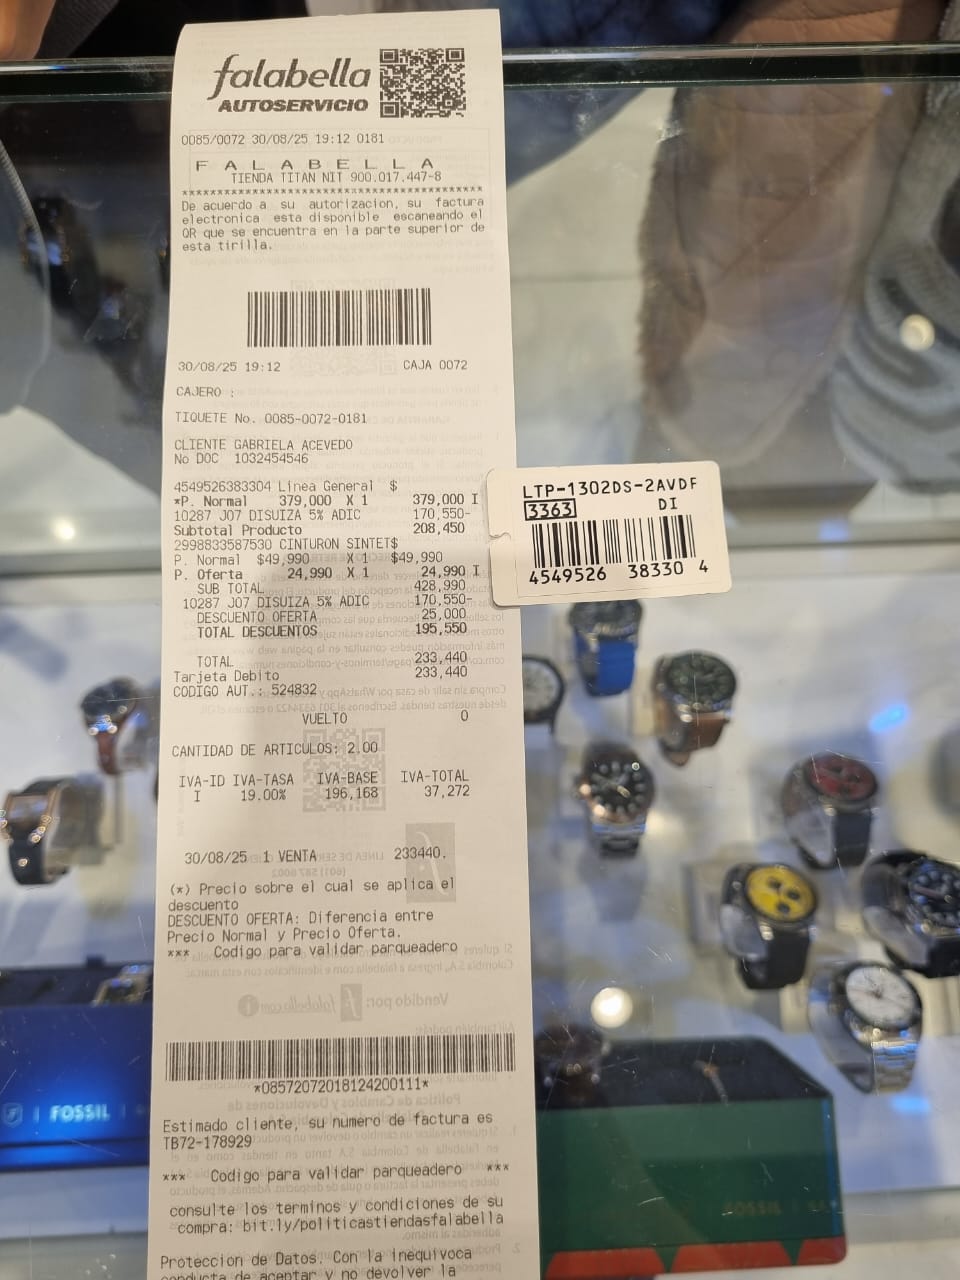 falabella
AUTOSERVICIO
0085/0072 30/08/25 19:12 0181
F A L A B E L L A
TIENDA TITAN NIT 900.017.447-8
******************************************
De acuerdo a su autorizacion, su factura
electronica esta disponible escaneando el
QR que se encuentra en la parte superior de
esta tirilla.
30/08/25 19:12 CAJA 0072
CAJERO :
TIQUETE No. 0085-0072-0181
CLIENTE GABRIELA ACEVEDO
No DOC 1032454546
4549526383304 Linea General $
*P. Normal 379,000 X 1 379,000 I
10287 J07 DISUIZA 5% ADIC 170,550-
Subtotal Producto 208,450
2998833587530 CINTURON SINTET$
P. Normal $49,990 X 1 $49,990
P. Oferta 24,990 X 1 24,990 I
SUB TOTAL 428,990
10287 J07 DISUIZA 5% ADIC 170,550-
DESCUENTO OFERTA 25,000
TOTAL DESCUENTOS 195,550
TOTAL 233,440
Tarjeta Debito 233,440
CODIGO AUT.: 524832
VUELTO 0
CANTIDAD DE ARTICULOS: 2.00
IVA-ID IVA-TASA IVA-BASE IVA-TOTAL
I 19.00% 196,168 37,272
30/08/25 1 VENTA 233440.
(*) Precio sobre el cual se aplica el
descuento
DESCUENTO OFERTA: Diferencia entre
Precio Normal y Precio Oferta.
*** Codigo para validar parqueadero
*08572072018124200111*
Estimado cliente, su numero de factura es
TB72-178929
*** Codigo para validar parqueadero ***
consulte los terminos y condiciones de su
compra: bit.ly/politicastiendasfalabella
Proteccion de Datos. Con la inequivoca
conducta de aceptar y no devolver la
LTP-1302DS-2AVDF
3363 DI
4549526 38330 4
FOSSIL
FOSSIL